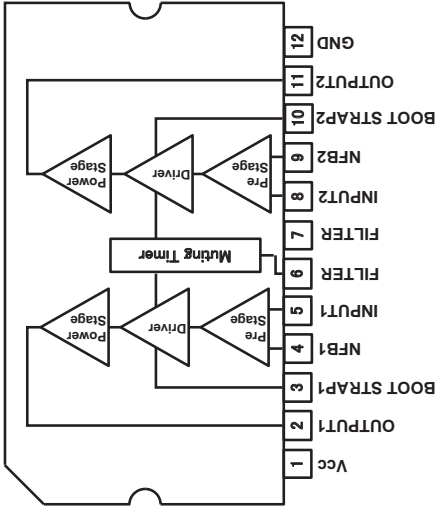 Vcc 1
OUTPUT1 2
BOOT STRAP1 3
NFB1 4
INPUT1 5
FILTER 6
FILTER 7
INPUT2 8
NFB2 9
BOOT STRAP2 10
OUTPUT2 11
GND 12
Pre
Stage
Driver
Power
Stage
Muting Timer
Pre
Stage
Driver
Power
Stage